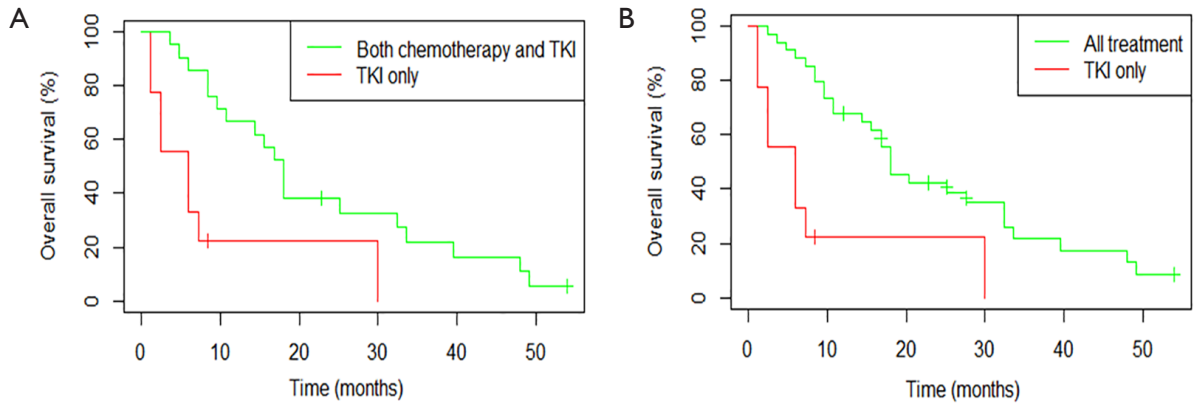 A
Both chemotherapy and TKI
TKI only
Overall survival (%)
100
80
60
40
20
0
0 10 20 30 40 50
Time (months)
B
All treatment
TKI only
Overall survival (%)
100
80
60
40
20
0
0 10 20 30 40 50
Time (months)